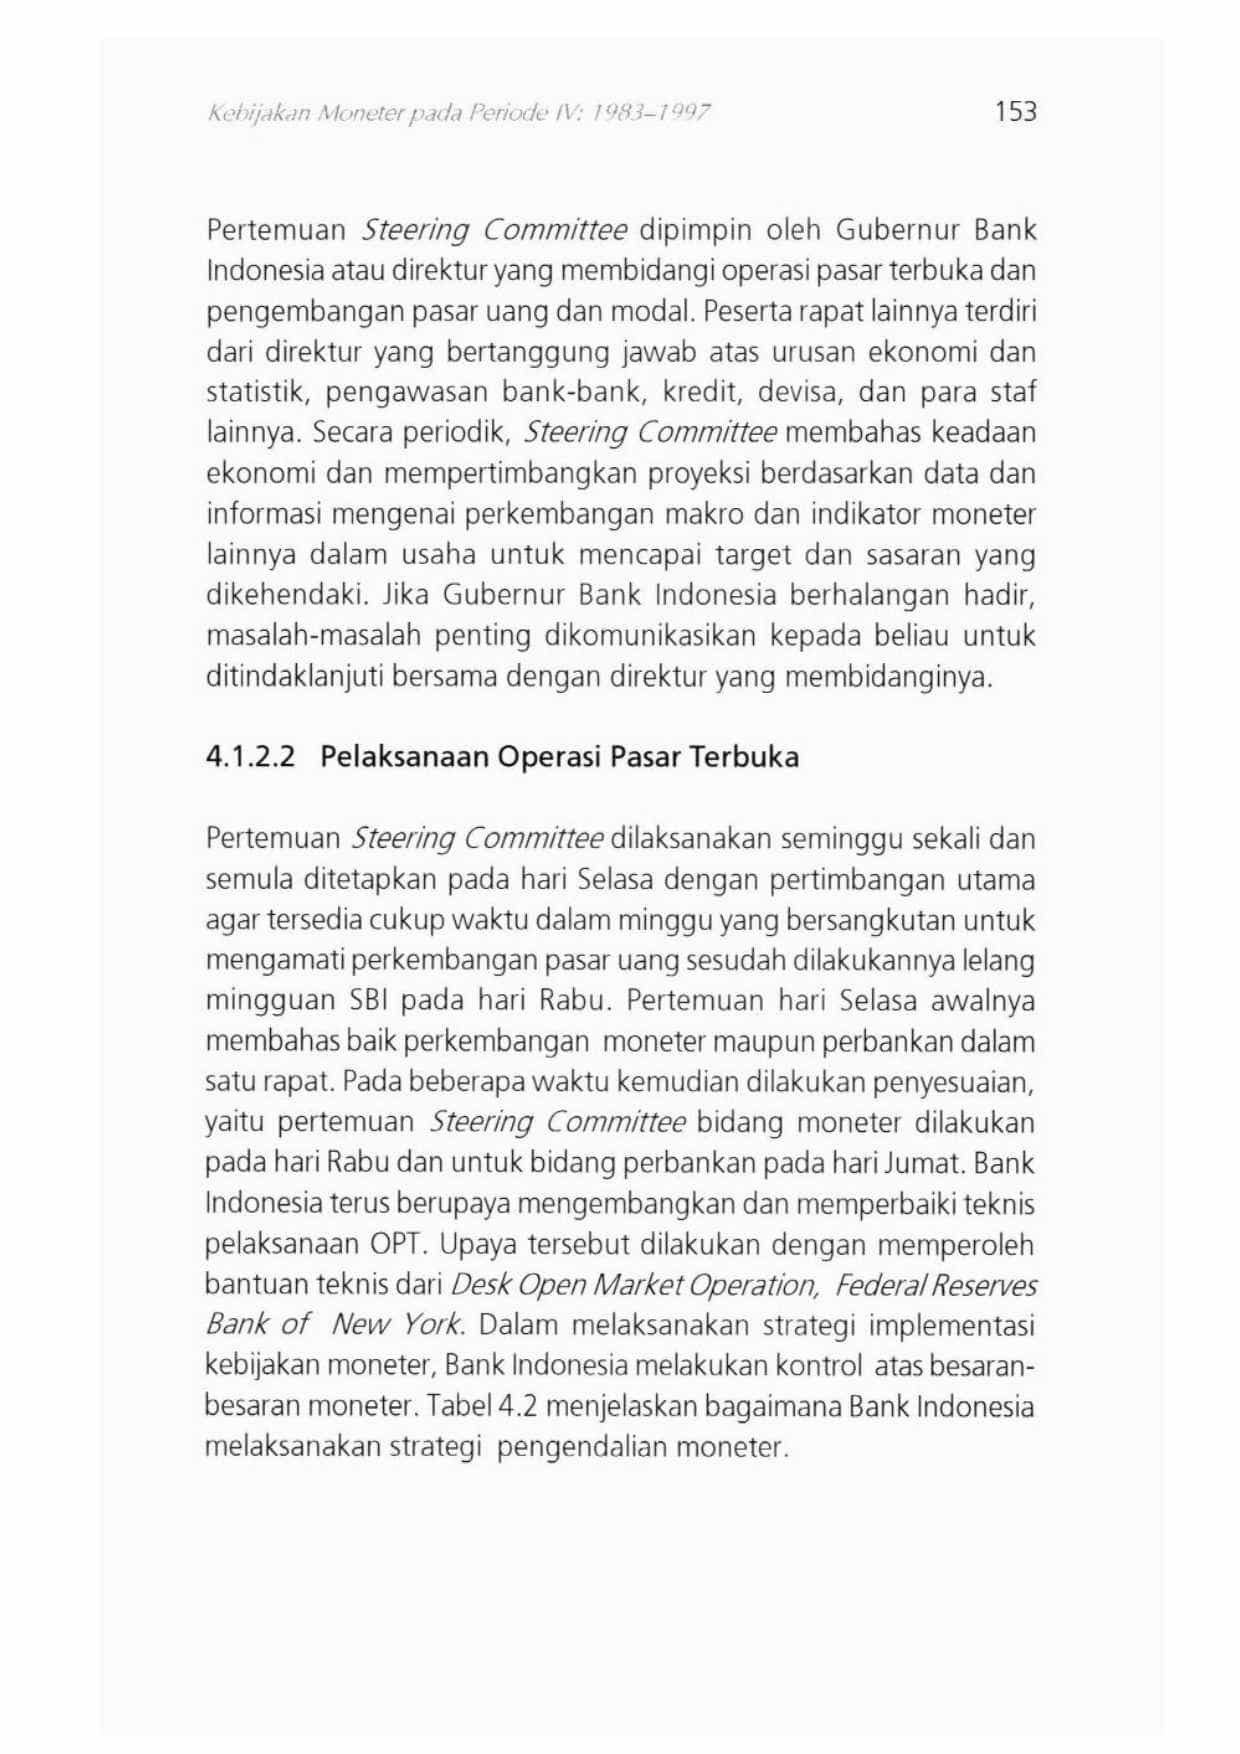 Kebijakan Moneter pada Periode IV: 1983–1997 153
Pertemuan Steering Committee dipimpin oleh Gubernur Bank
Indonesia atau direktur yang membidangi operasi pasar terbuka dan
pengembangan pasar uang dan modal. Peserta rapat lainnya terdiri
dari direktur yang bertanggung jawab atas urusan ekonomi dan
statistik, pengawasan bank-bank, kredit, devisa, dan para staf
lainnya. Secara periodik, Steering Committee membahas keadaan
ekonomi dan mempertimbangkan proyeksi berdasarkan data dan
informasi mengenai perkembangan makro dan indikator moneter
lainnya dalam usaha untuk mencapai target dan sasaran yang
dikehendaki. Jika Gubernur Bank Indonesia berhalangan hadir,
masalah-masalah penting dikomunikasikan kepada beliau untuk
ditindaklanjuti bersama dengan direktur yang membidanginya.
4.1.2.2 Pelaksanaan Operasi Pasar Terbuka
Pertemuan Steering Committee dilaksanakan seminggu sekali dan
semula ditetapkan pada hari Selasa dengan pertimbangan utama
agar tersedia cukup waktu dalam minggu yang bersangkutan untuk
mengamati perkembangan pasar uang sesudah dilakukannya lelang
mingguan SBI pada hari Rabu. Pertemuan hari Selasa awalnya
membahas baik perkembangan moneter maupun perbankan dalam
satu rapat. Pada beberapa waktu kemudian dilakukan penyesuaian,
yaitu pertemuan Steering Committee bidang moneter dilakukan
pada hari Rabu dan untuk bidang perbankan pada hari Jumat. Bank
Indonesia terus berupaya mengembangkan dan memperbaiki teknis
pelaksanaan OPT. Upaya tersebut dilakukan dengan memperoleh
bantuan teknis dari Desk Open Market Operation, Federal Reserves
Bank of New York. Dalam melaksanakan strategi implementasi
kebijakan moneter, Bank Indonesia melakukan kontrol atas besaran-
besaran moneter. Tabel 4.2 menjelaskan bagaimana Bank Indonesia
melaksanakan strategi pengendalian moneter.